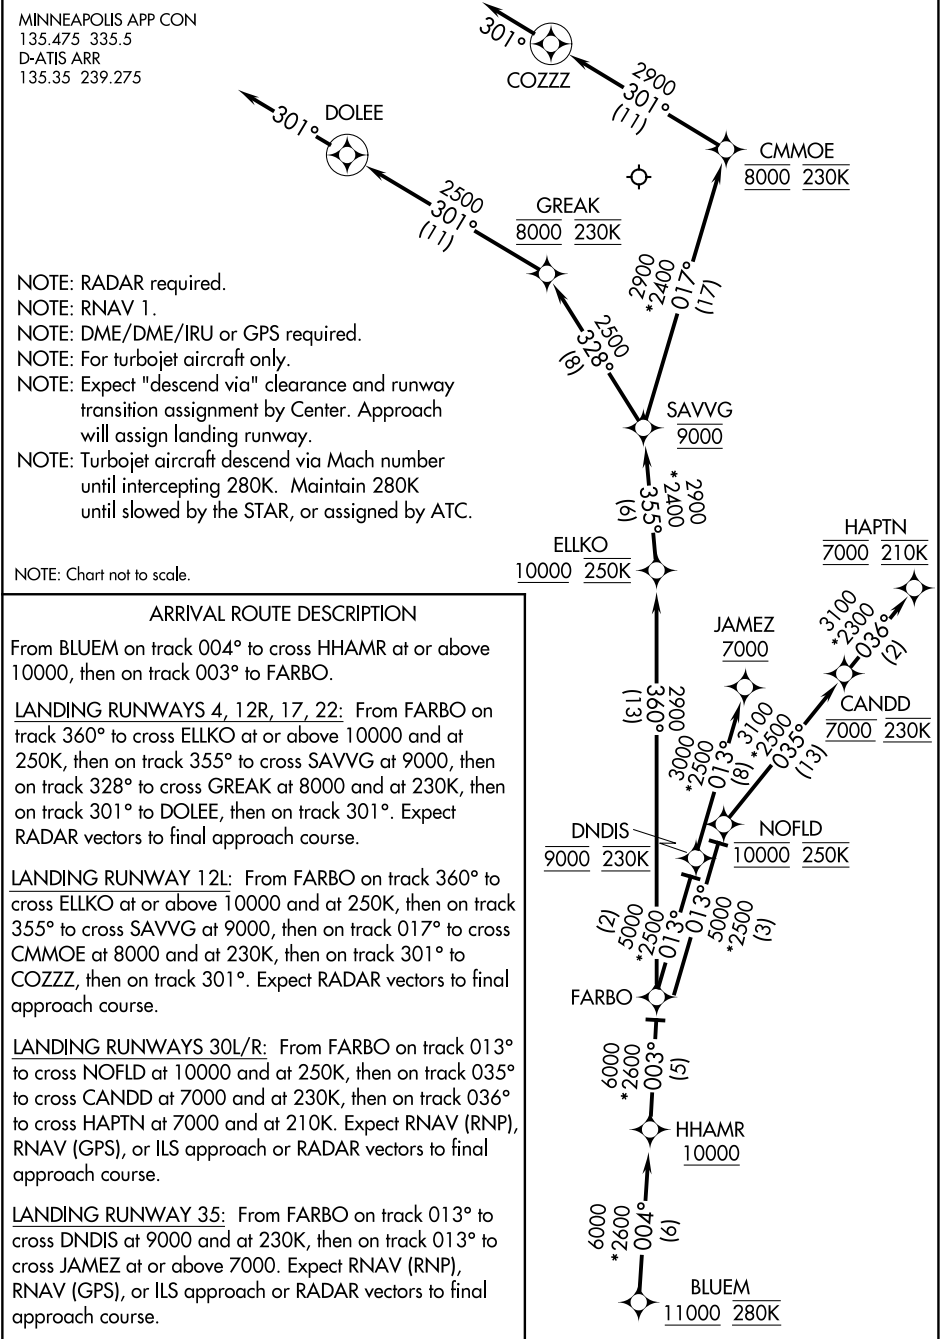 MINNEAPOLIS APP CON
135.475 335.5
D-ATIS ARR
135.35 239.275
301°
COZZZ
2900
301°
(11)
CMMOE
8000 230K
DOLEE
301°
2500
301°
(11)
GREAK
8000 230K
2900
*2400
017°
(17)
2500
328°
(8)
SAVVG
9000
NOTE: RADAR required.
NOTE: RNAV 1.
NOTE: DME/DME/IRU or GPS required.
NOTE: For turbojet aircraft only.
NOTE: Expect "descend via" clearance and runway
transition assignment by Center. Approach
will assign landing runway.
NOTE: Turbojet aircraft descend via Mach number
until intercepting 280K. Maintain 280K
until slowed by the STAR, or assigned by ATC.
NOTE: Chart not to scale.
2900
*2400
355°
(6)
ELLKO
10000 250K
HAPTN
7000 210K
3100
*2300
036°
(2)
JAMEZ
7000
CANDD
7000 230K
2900
360°
(13)
3000
*2500
013°
(8)
3100
*2500
035°
(13)
DNDIS
9000 230K
NOFLD
10000 250K
(2)
5000
*2500
013°
013°
5000
*2500
(3)
FARBO
6000
*2600
003°
(5)
HHAMR
10000
6000
*2600
004°
(6)
BLUEM
11000 280K
ARRIVAL ROUTE DESCRIPTION
From BLUEM on track 004° to cross HHAMR at or above
10000, then on track 003° to FARBO.
LANDING RUNWAYS 4, 12R, 17, 22: From FARBO on
track 360° to cross ELLKO at or above 10000 and at
250K, then on track 355° to cross SAVVG at 9000, then
on track 328° to cross GREAK at 8000 and at 230K, then
on track 301° to DOLEE, then on track 301°. Expect
RADAR vectors to final approach course.
LANDING RUNWAY 12L: From FARBO on track 360° to
cross ELLKO at or above 10000 and at 250K, then on track
355° to cross SAVVG at 9000, then on track 017° to cross
CMMOE at 8000 and at 230K, then on track 301° to
COZZZ, then on track 301°. Expect RADAR vectors to final
approach course.
LANDING RUNWAYS 30L/R: From FARBO on track 013°
to cross NOFLD at 10000 and at 250K, then on track 035°
to cross CANDD at 7000 and at 230K, then on track 036°
to cross HAPTN at 7000 and at 210K. Expect RNAV (RNP),
RNAV (GPS), or ILS approach or RADAR vectors to final
approach course.
LANDING RUNWAY 35: From FARBO on track 013° to
cross DNDIS at 9000 and at 230K, then on track 013° to
cross JAMEZ at or above 7000. Expect RNAV (RNP),
RNAV (GPS), or ILS approach or RADAR vectors to final
approach course.